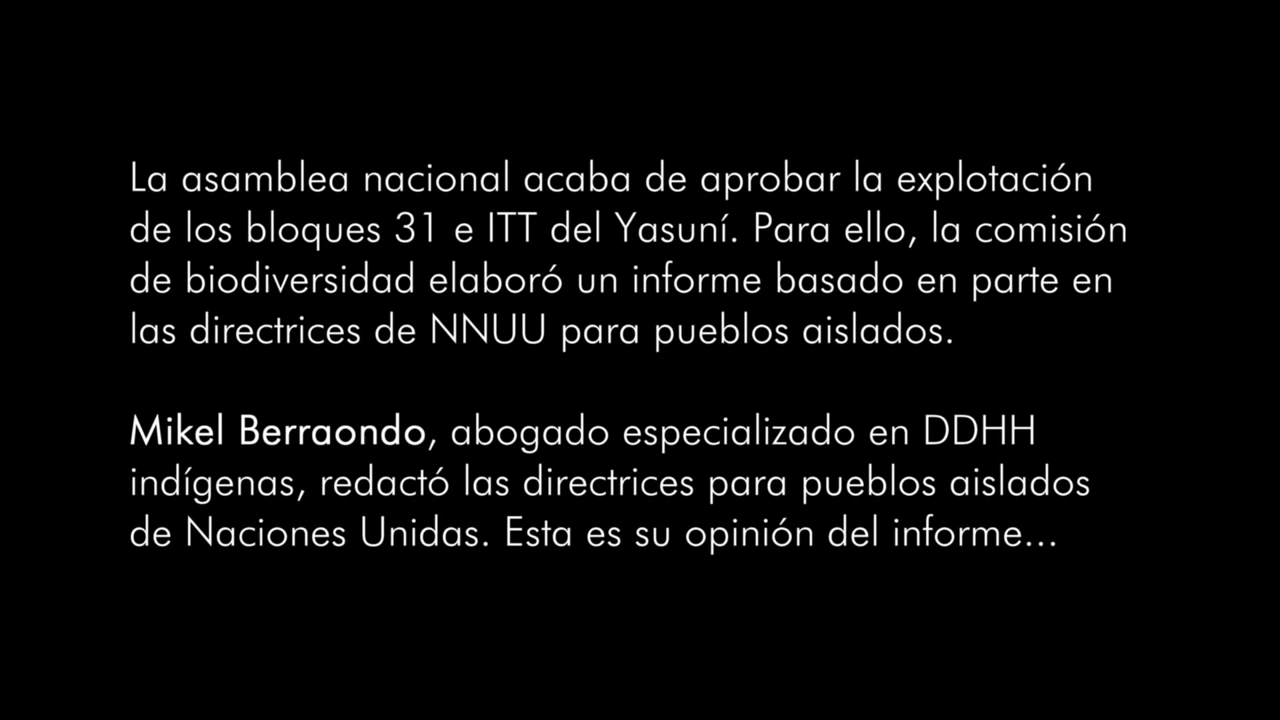 La asamblea nacional acaba de aprobar la explotación
de los bloques 31 e ITT del Yasuní. Para ello, la comisión
de biodiversidad elaboró un informe basado en parte en
las directrices de NNUU para pueblos aislados.
Mikel Berraondo, abogado especializado en DDHH
indígenas, redactó las directrices para pueblos aislados
de Naciones Unidas. Esta es su opinión del informe...